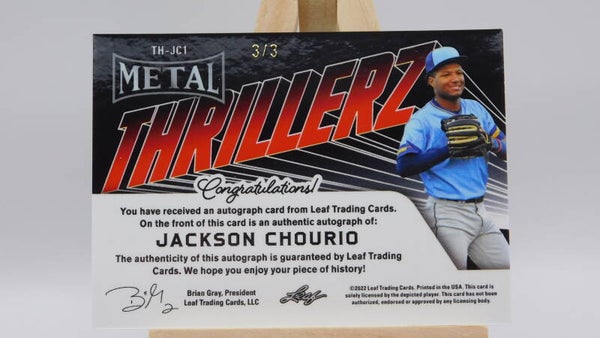 TH-JC1
3/3
METAL
THRILLERZ
Congratulations!
You have received an autograph card from Leaf Trading Cards.
On the front of this card is an authentic autograph of:
JACKSON CHOURIO
The authenticity of this autograph is guaranteed by Leaf Trading
Cards. We hope you enjoy your piece of history!
Brian Gray, President
Leaf Trading Cards, LLC
Leaf
©2022 Leaf Trading Cards. Printed in the USA. This card is
solely licensed by the depicted player. This card has not been
authorized, endorsed or approved by any licensing body.